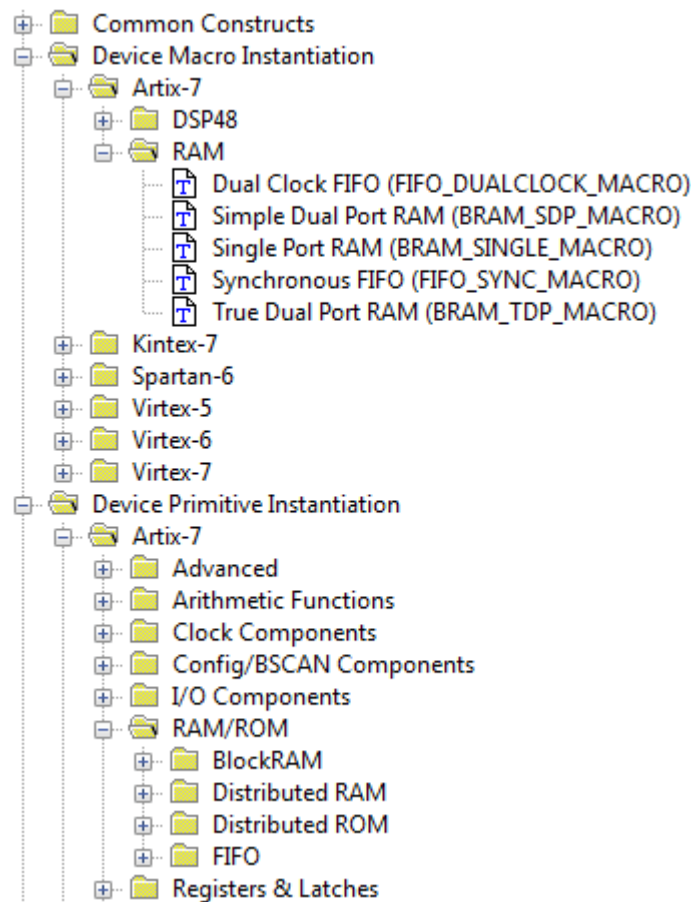 Common Constructs
Device Macro Instantiation
Artix-7
DSP48
RAM
Dual Clock FIFO (FIFO_DUALCLOCK_MACRO)
Simple Dual Port RAM (BRAM_SDP_MACRO)
Single Port RAM (BRAM_SINGLE_MACRO)
Synchronous FIFO (FIFO_SYNC_MACRO)
True Dual Port RAM (BRAM_TDP_MACRO)
Kintex-7
Spartan-6
Virtex-5
Virtex-6
Virtex-7
Device Primitive Instantiation
Artix-7
Advanced
Arithmetic Functions
Clock Components
Config/BSCAN Components
I/O Components
RAM/ROM
BlockRAM
Distributed RAM
Distributed ROM
FIFO
Registers & Latches